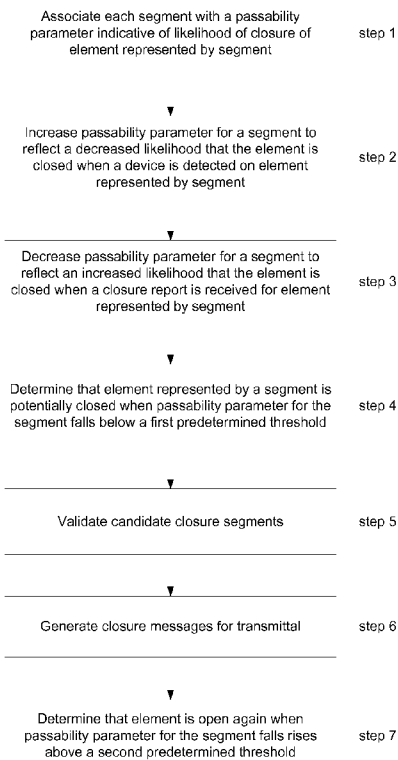 Associate each segment with a passability
parameter indicative of likelihood of closure of
element represented by segment
step 1
Increase passability parameter for a segment to
reflect a decreased likelihood that the element is
closed when a device is detected on element
represented by segment
step 2
Decrease passability parameter for a segment to
reflect an increased likelihood that the element is
closed when a closure report is received for element
represented by segment
step 3
Determine that element represented by a segment is
potentially closed when passability parameter for the
segment falls below a first predetermined threshold
step 4
Validate candidate closure segments
step 5
Generate closure messages for transmittal
step 6
Determine that element is open again when
passability parameter for the segment falls rises
above a second predetermined threshold
step 7